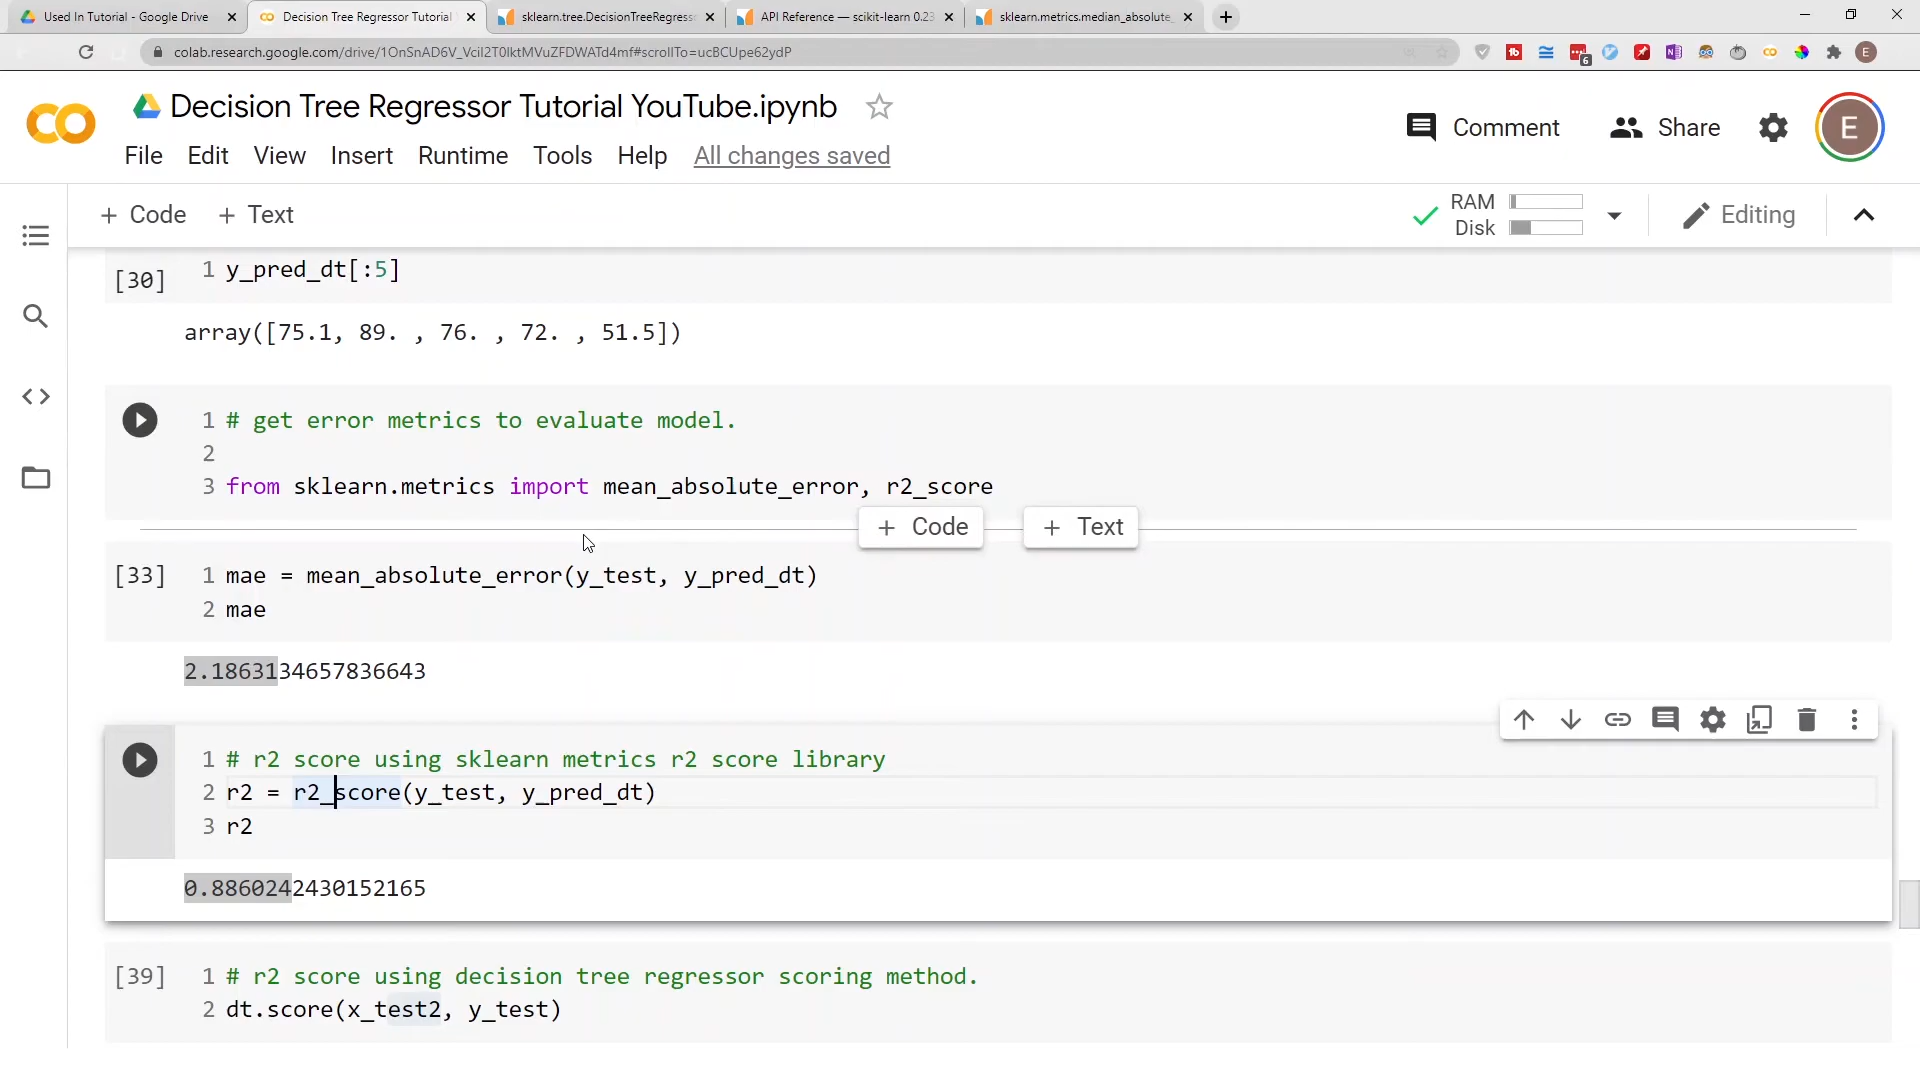 Used In Tutorial - Google Drive
Decision Tree Regressor Tutorial
sklearn.tree.DecisionTreeRegress
API Reference — scikit-learn 0.23
sklearn.metrics.median_absolute_
colab.research.google.com/drive/1OnSnAD6V_Vcil2T0lktMVuZFDWATd4mf#scrollTo=ucBCUpe62ydP
6
E
Decision Tree Regressor Tutorial YouTube.ipynb
Comment
Share
E
File Edit View Insert Runtime Tools Help All changes saved
+ Code + Text
RAM
Disk
Editing
[30]
1 y_pred_dt[:5]
array([75.1, 89. , 76. , 72. , 51.5])
1 # get error metrics to evaluate model.
2
3 from sklearn.metrics import mean_absolute_error, r2_score
+ Code + Text
[33]
1 mae = mean_absolute_error(y_test, y_pred_dt)
2 mae
2.1863134657836643
1 # r2 score using sklearn metrics r2 score library
2 r2 = r2_score(y_test, y_pred_dt)
3 r2
0.8860242430152165
[39]
1 # r2 score using decision tree regressor scoring method.
2 dt.score(x_test2, y_test)